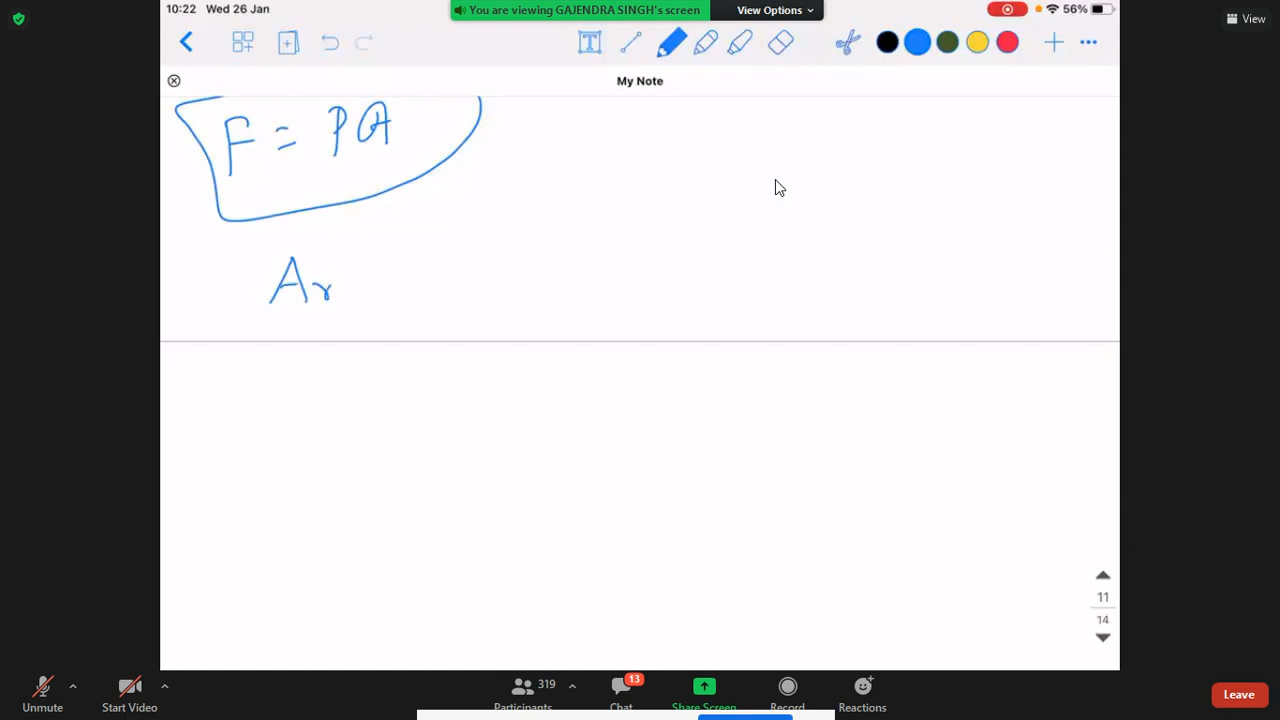 10:22 Wed 26 Jan
You are viewing GAJENDRA SINGH's screen
View Options
56%
View
My Note
F = PA
Ar
11
14
Unmute
Start Video
Participants
319
Chat
13
Share Screen
Record
Reactions
Leave